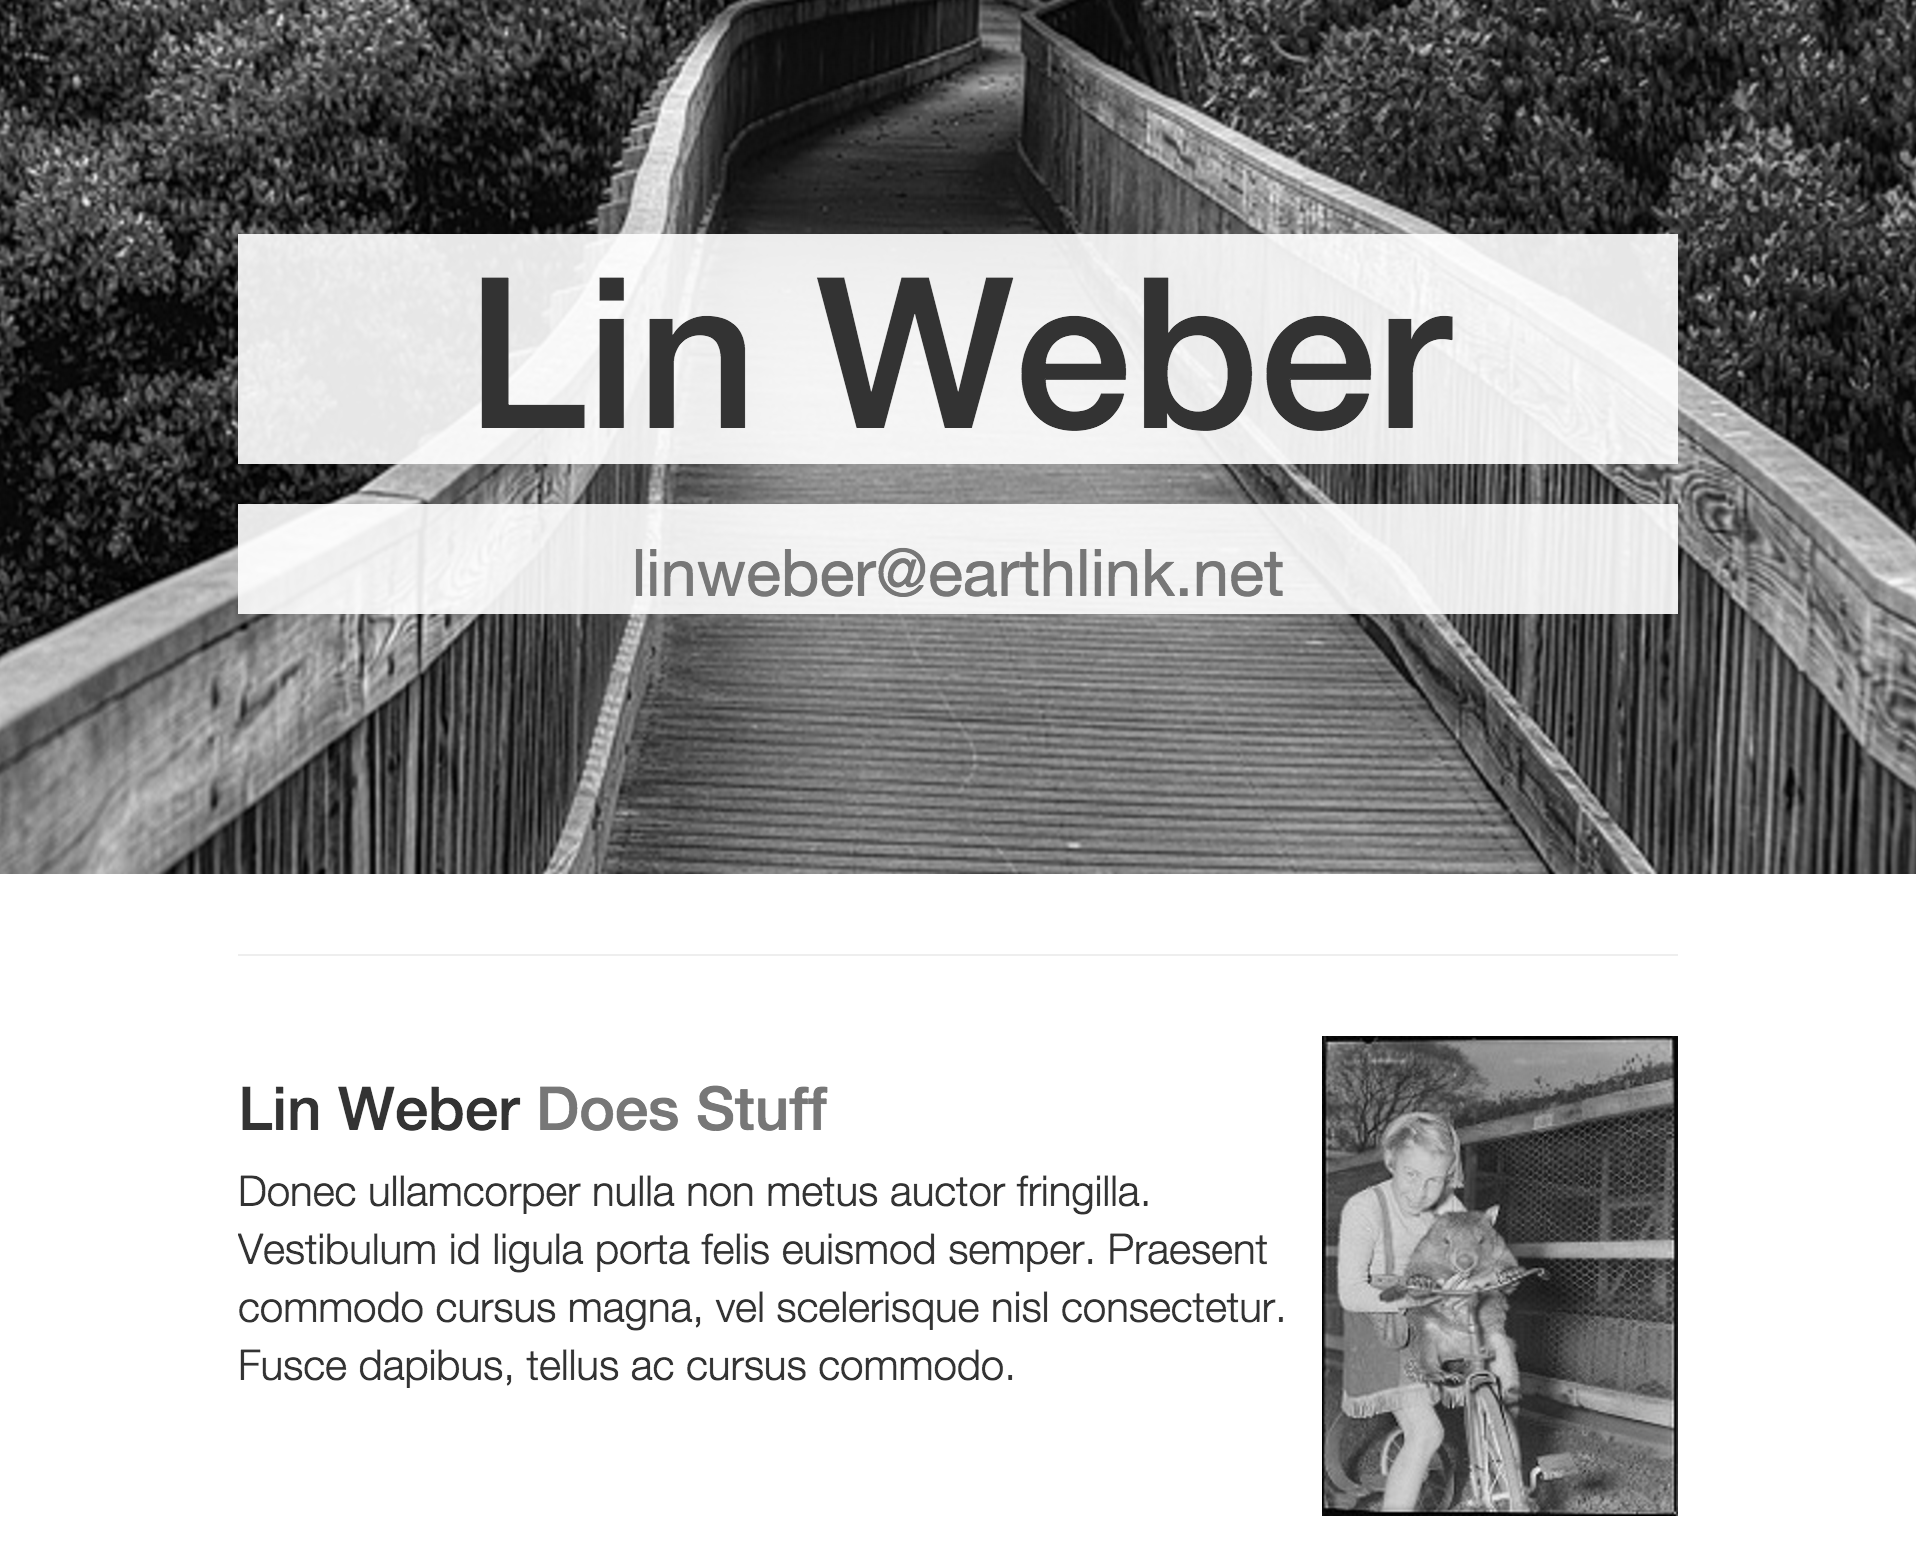 Lin Weber
linweber@earthlink.net
Lin Weber Does Stuff
Donec ullamcorper nulla non metus auctor fringilla.
Vestibulum id ligula porta felis euismod semper. Praesent
commodo cursus magna, vel scelerisque nisl consectetur.
Fusce dapibus, tellus ac cursus commodo.